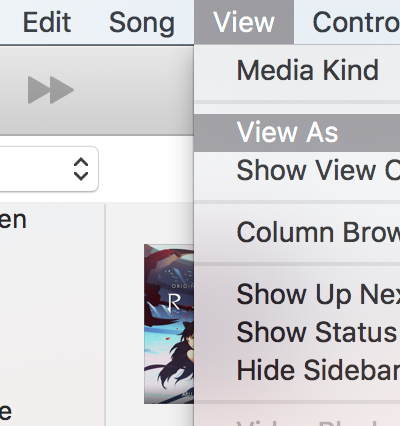 Edit Song View Contro
Media Kind
View As
Show View O
en
Column Brow
ORIGI
R
Show Up Nex
Show Status
Hide Sidebar
e